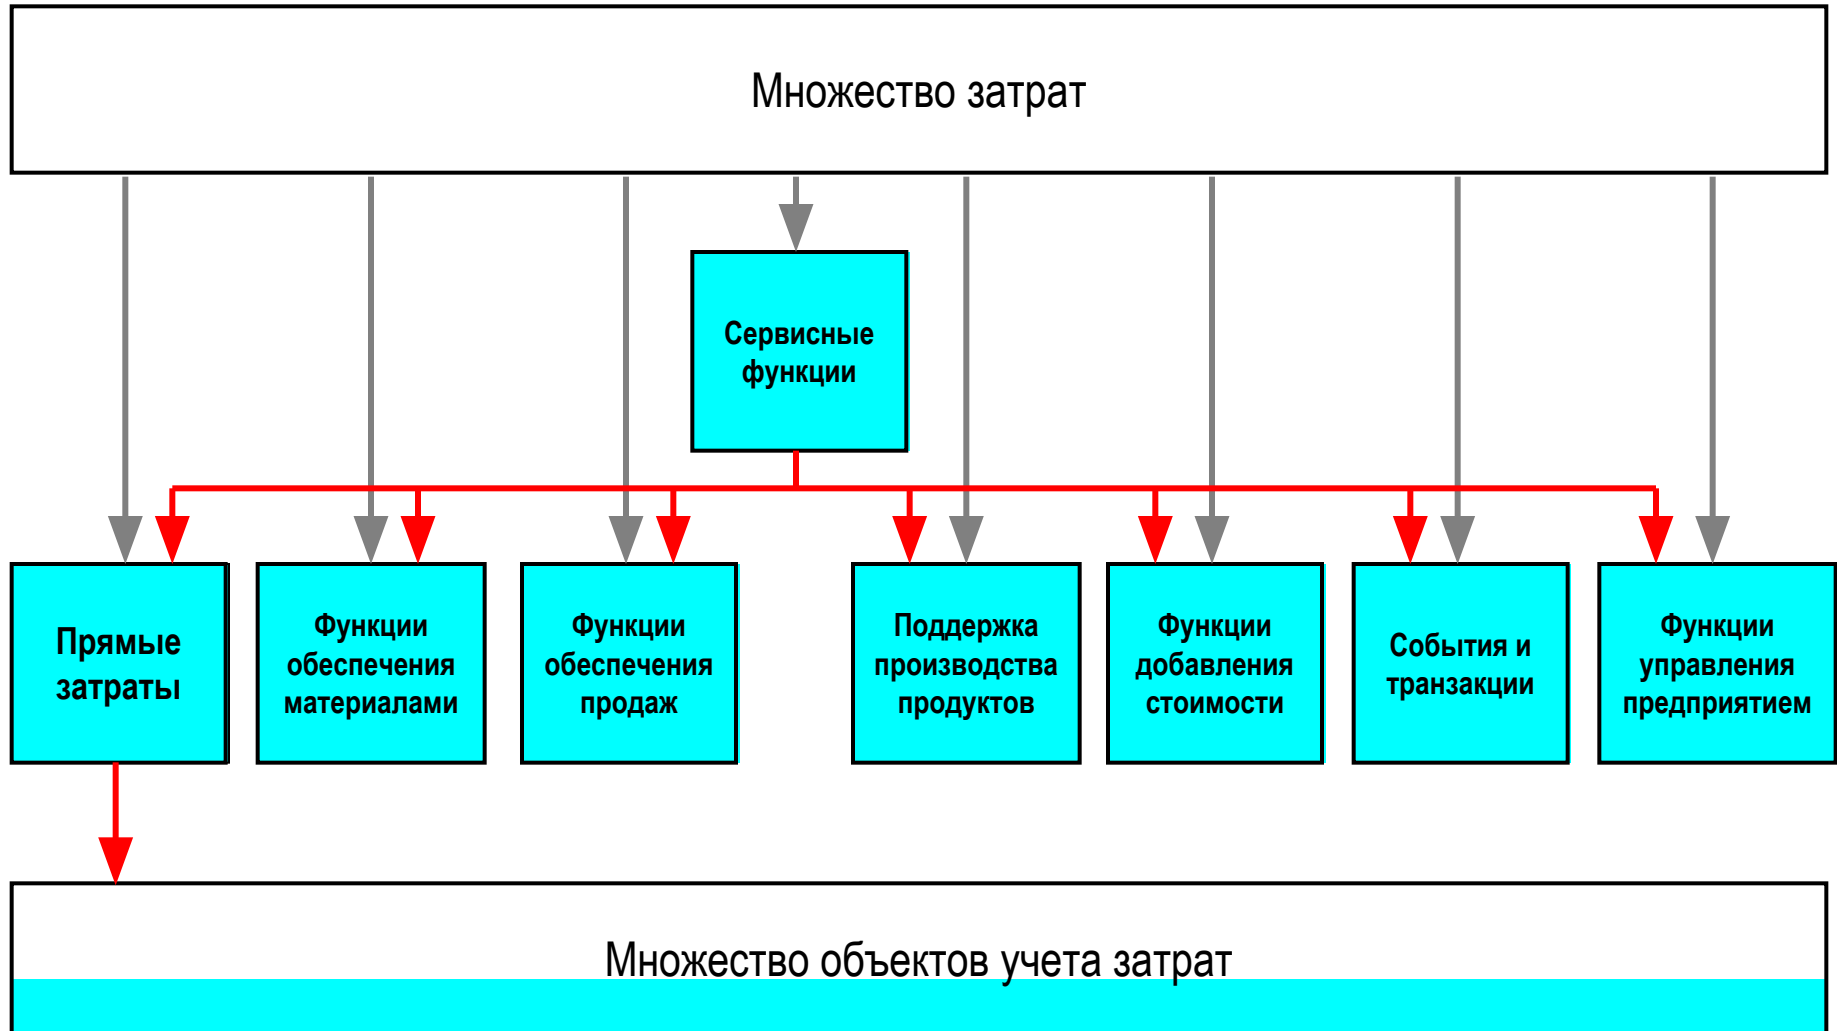 Множество затрат
Сервисные
функции
Прямые
затраты
Функции
обеспечения
материалами
Функции
обеспечения
продаж
Поддержка
производства
продуктов
Функции
добавления
стоимости
События и
транзакции
Функции
управления
предприятием
Множество объектов учета затрат